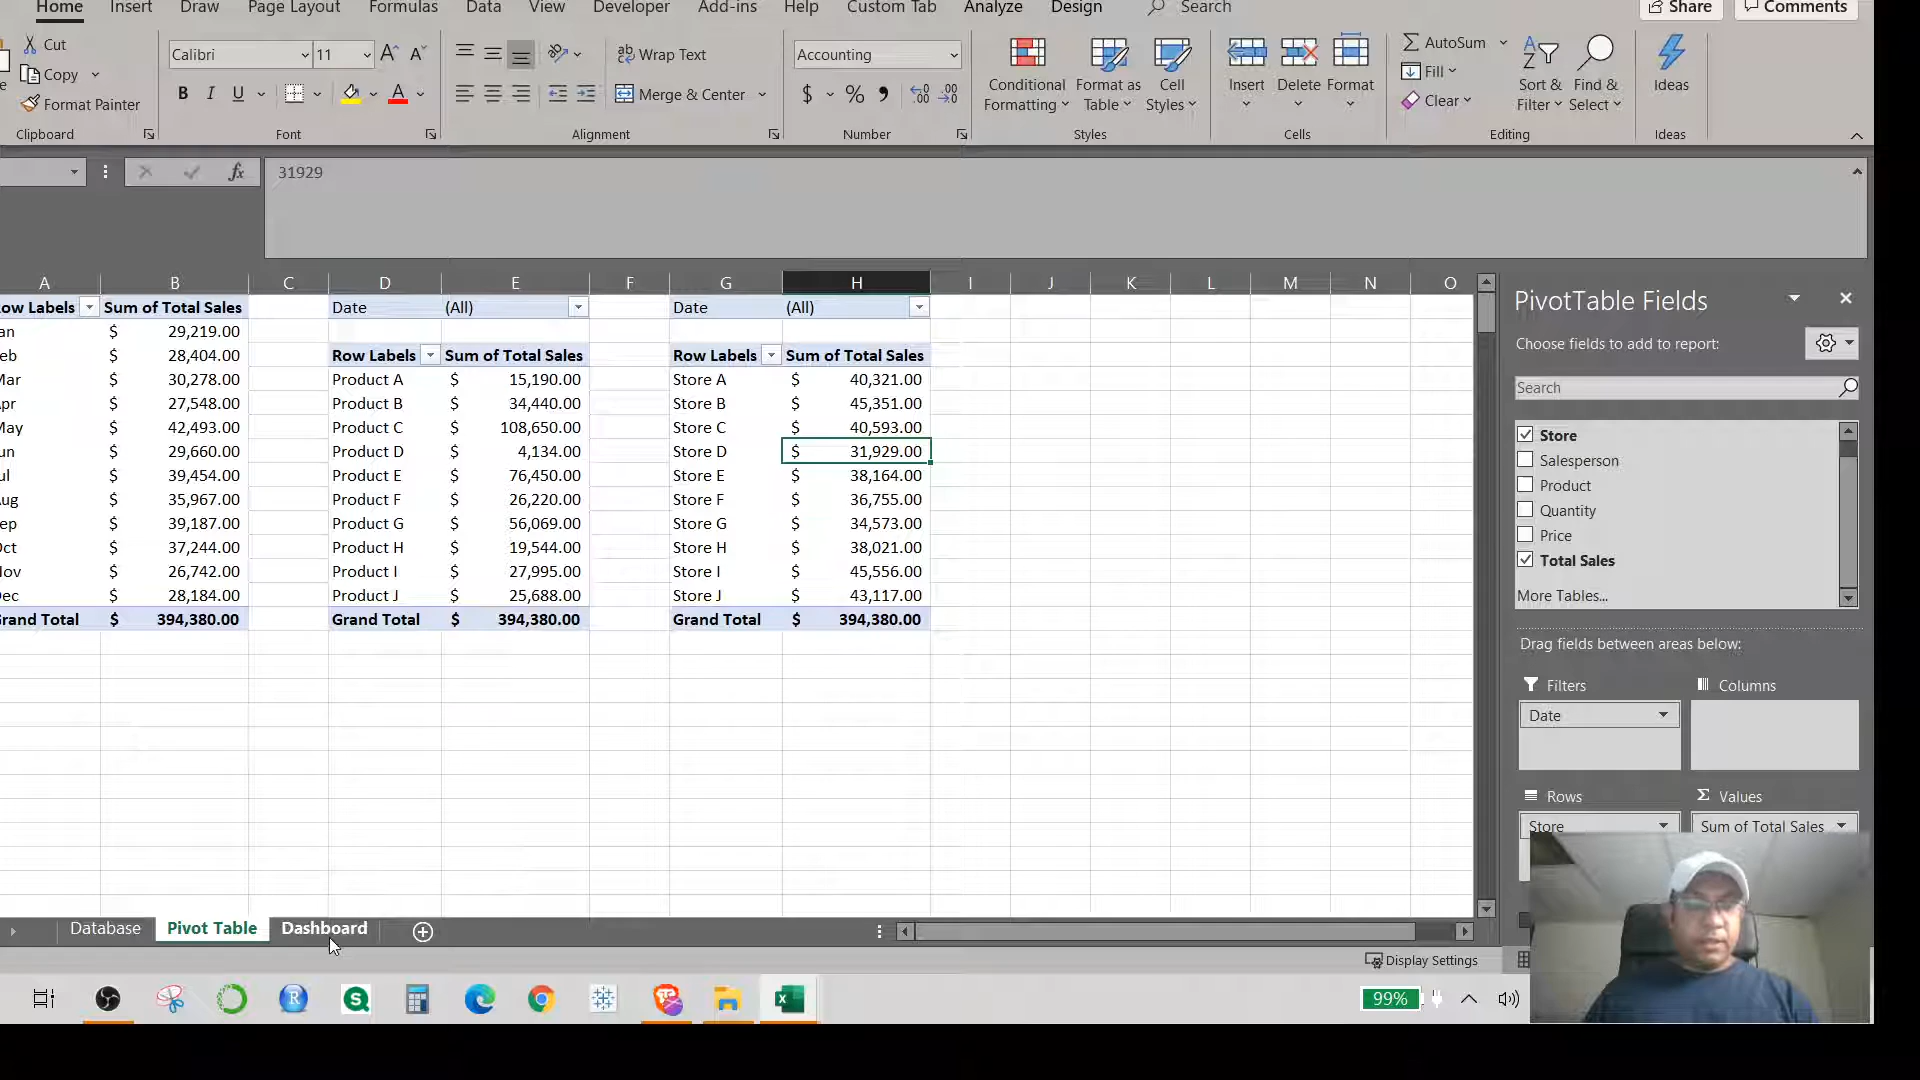 Home Insert Draw Page Layout Formulas Data View Developer Add-ins Help Custom Tab Analyze Design Search Share Comments
Cut
Copy
Format Painter
Clipboard
Calibri 11
B I U
Font
Wrap Text
Merge & Center
Alignment
Accounting
$ %
Number
Conditional Formatting
Format as Table
Cell Styles
Styles
Insert Delete Format
Cells
AutoSum
Fill
Clear
Sort & Filter
Find & Select
Editing
Ideas
Ideas
fx 31929
A B C D E F G H I J K L M N O
ow Labels Sum of Total Sales Date (All) Date (All)
an $ 29,219.00
eb $ 28,404.00 Row Labels Sum of Total Sales Row Labels Sum of Total Sales
Mar $ 30,278.00 Product A $ 15,190.00 Store A $ 40,321.00
pr $ 27,548.00 Product B $ 34,440.00 Store B $ 45,351.00
May $ 42,493.00 Product C $ 108,650.00 Store C $ 40,593.00
un $ 29,660.00 Product D $ 4,134.00 Store D $ 31,929.00
ul $ 39,454.00 Product E $ 76,450.00 Store E $ 38,164.00
ug $ 35,967.00 Product F $ 26,220.00 Store F $ 36,755.00
ep $ 39,187.00 Product G $ 56,069.00 Store G $ 34,573.00
ct $ 37,244.00 Product H $ 19,544.00 Store H $ 38,021.00
ov $ 26,742.00 Product I $ 27,995.00 Store I $ 45,556.00
ec $ 28,184.00 Product J $ 25,688.00 Store J $ 43,117.00
rand Total $ 394,380.00 Grand Total $ 394,380.00 Grand Total $ 394,380.00
PivotTable Fields
Choose fields to add to report:
Search
Store
Salesperson
Product
Quantity
Price
Total Sales
More Tables...
Drag fields between areas below:
Filters Columns
Date
Rows Values
Store Sum of Total Sales
Database Pivot Table Dashboard
Display Settings
99%